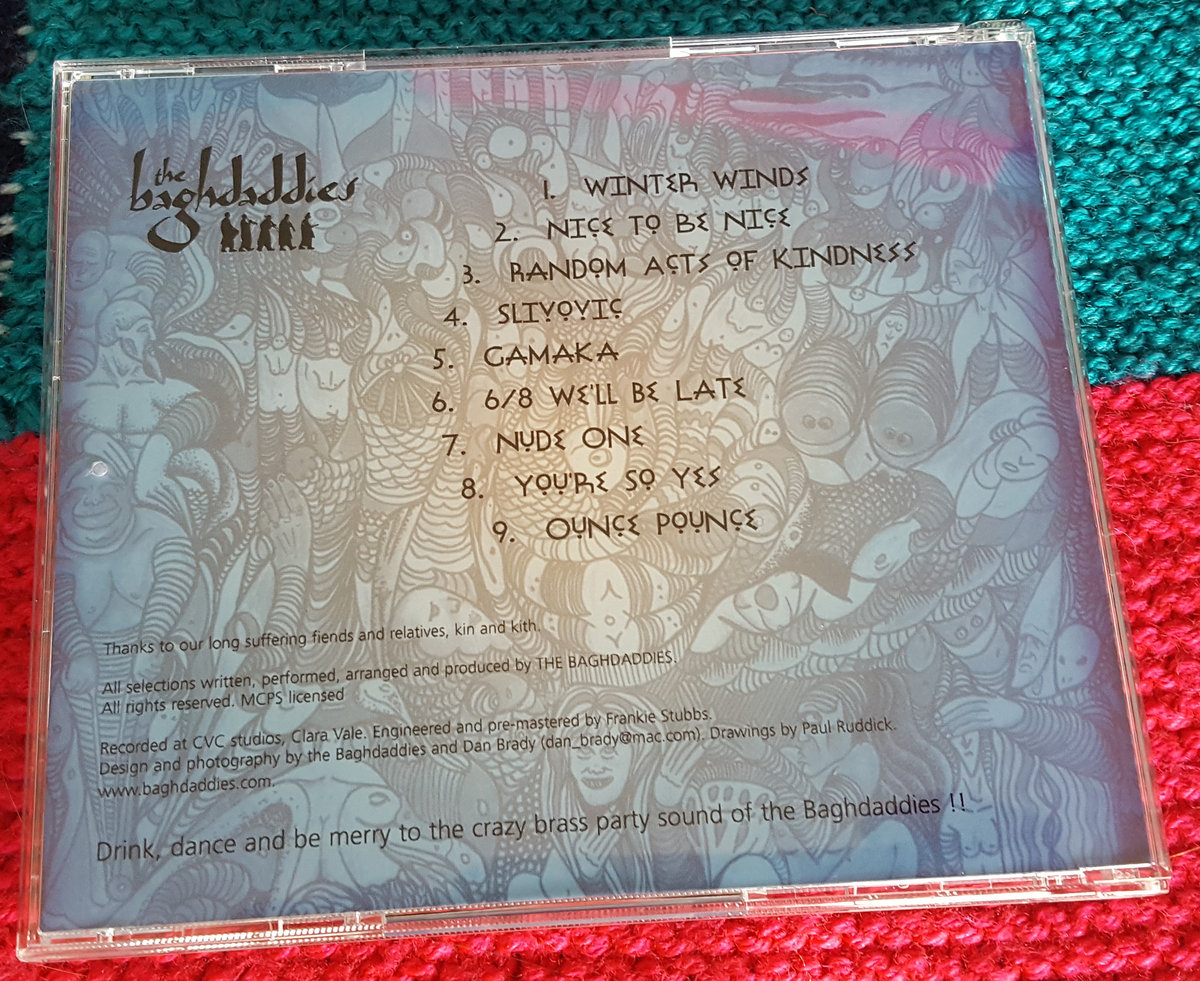 the
baghdaddies
1. WINTER WINDS
2. NICE TO BE NICE
3. RANDOM ACTS OF KINDNESS
4. SLIVOVIC
5. GAMAKA
6. 6/8 WE'LL BE LATE
7. NUDE ONE
8. YOU'RE SO YES
9. OUNCE POUNCE
Thanks to our long suffering fiends and relatives, kin and kith.
All selections written, performed, arranged and produced by THE BAGHDADDIES.
All rights reserved. MCPS licensed
Recorded at CVC studios, Clara Vale. Engineered and pre-mastered by Frankie Stubbs.
Design and photography by the Baghdaddies and Dan Brady (dan_brady@mac.com). Drawings by Paul Ruddick.
www.baghdaddies.com.
Drink, dance and be merry to the crazy brass party sound of the Baghdaddies !!